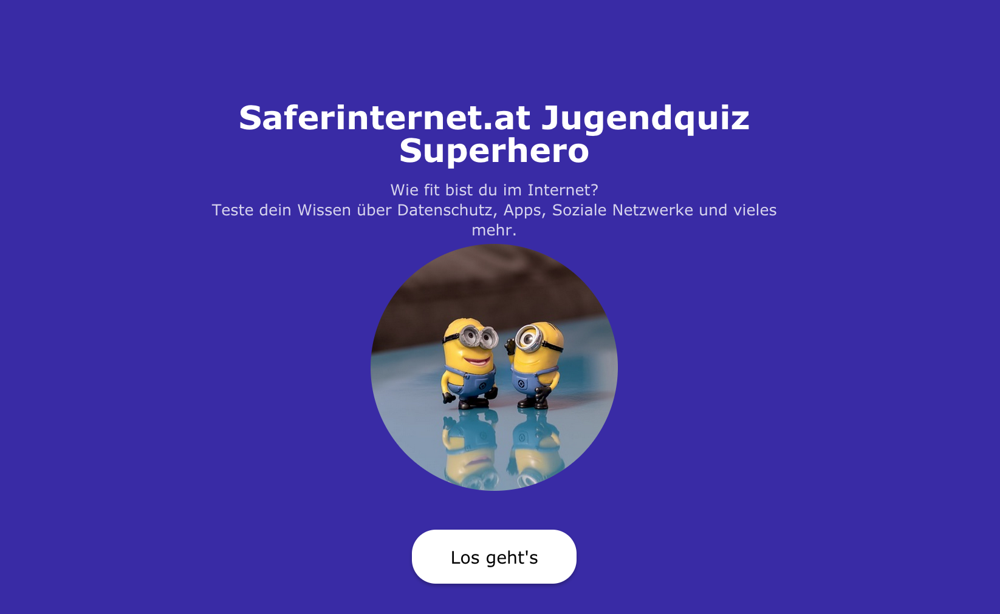 Saferinternet.at Jugendquiz
Superhero
Wie fit bist du im Internet?
Teste dein Wissen über Datenschutz, Apps, Soziale Netzwerke und vieles
mehr.
Los geht's